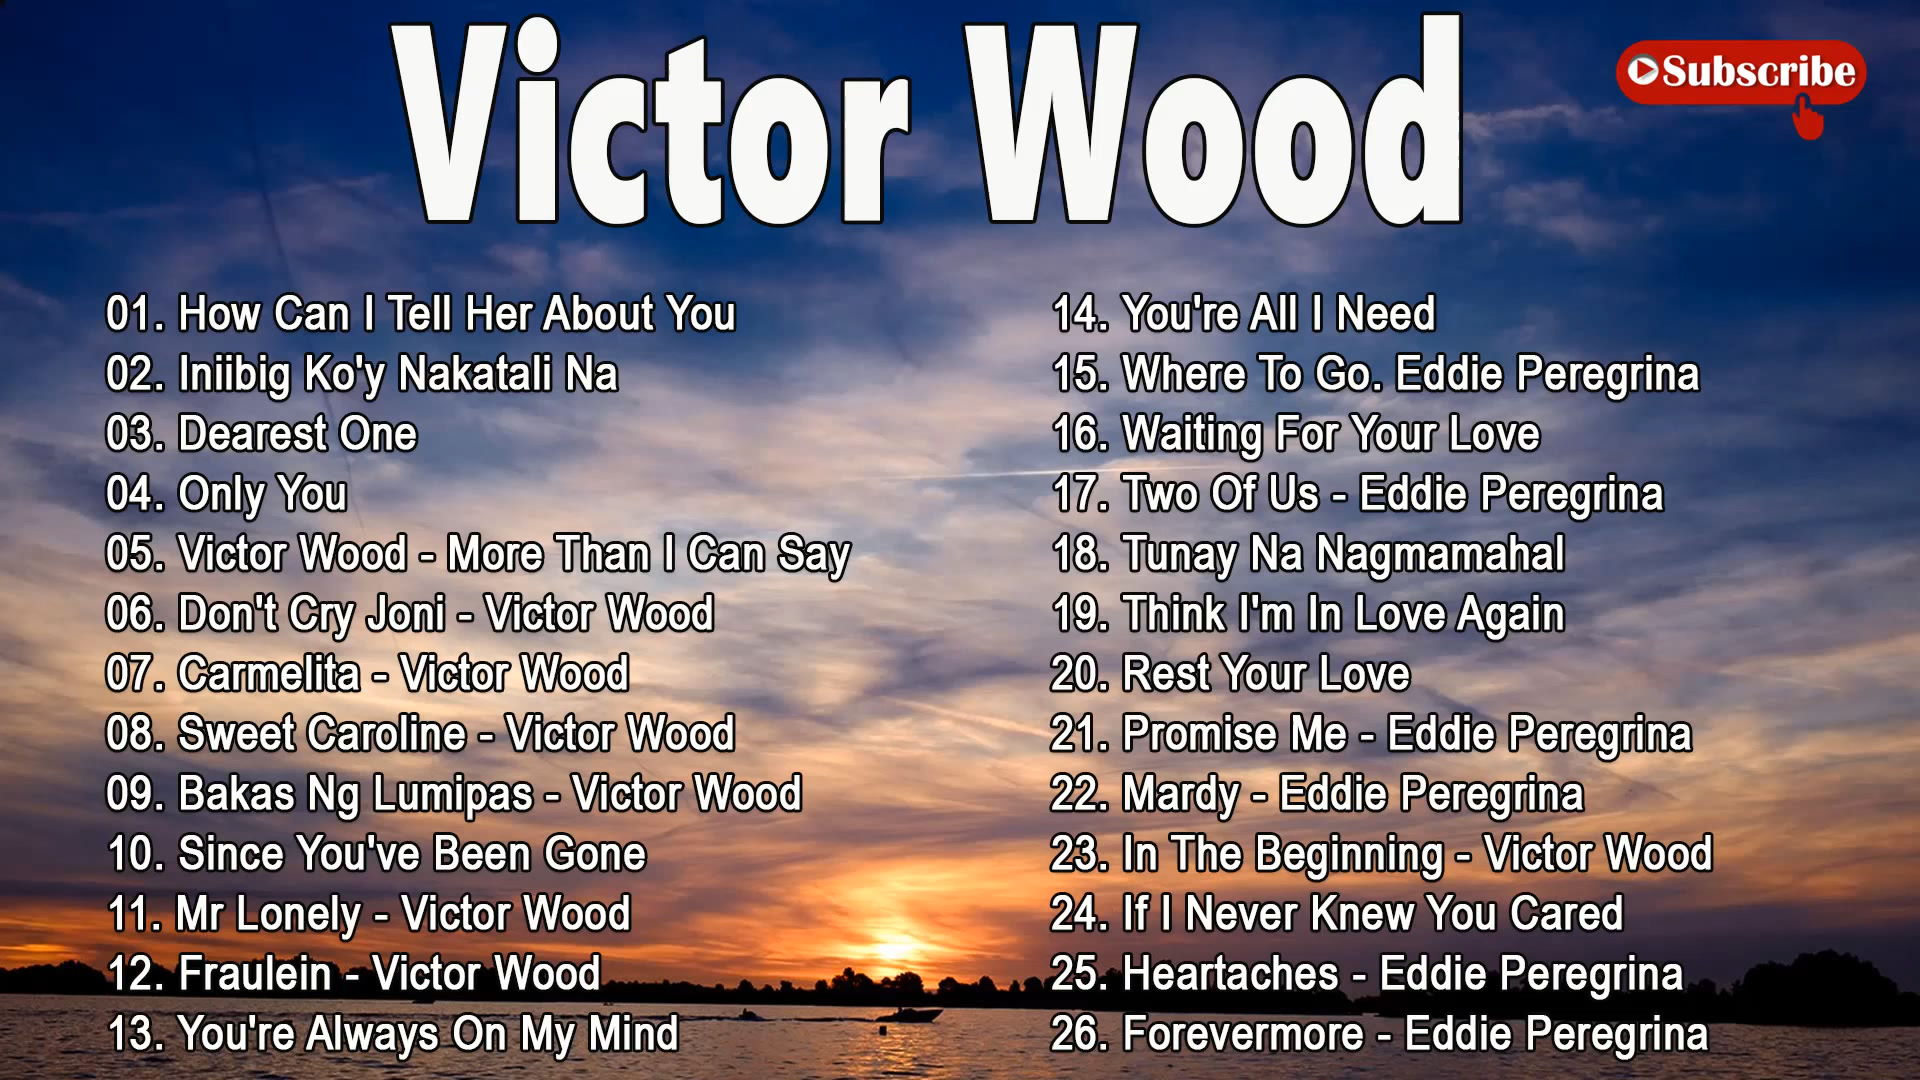 Victor Wood
Subscribe
01. How Can I Tell Her About You
02. Iniibig Ko'y Nakatali Na
03. Dearest One
04. Only You
05. Victor Wood - More Than I Can Say
06. Don't Cry Joni - Victor Wood
07. Carmelita - Victor Wood
08. Sweet Caroline - Victor Wood
09. Bakas Ng Lumipas - Victor Wood
10. Since You've Been Gone
11. Mr Lonely - Victor Wood
12. Fraulein - Victor Wood
13. You're Always On My Mind
14. You're All I Need
15. Where To Go. Eddie Peregrina
16. Waiting For Your Love
17. Two Of Us - Eddie Peregrina
18. Tunay Na Nagmamahal
19. Think I'm In Love Again
20. Rest Your Love
21. Promise Me - Eddie Peregrina
22. Mardy - Eddie Peregrina
23. In The Beginning - Victor Wood
24. If I Never Knew You Cared
25. Heartaches - Eddie Peregrina
26. Forevermore - Eddie Peregrina